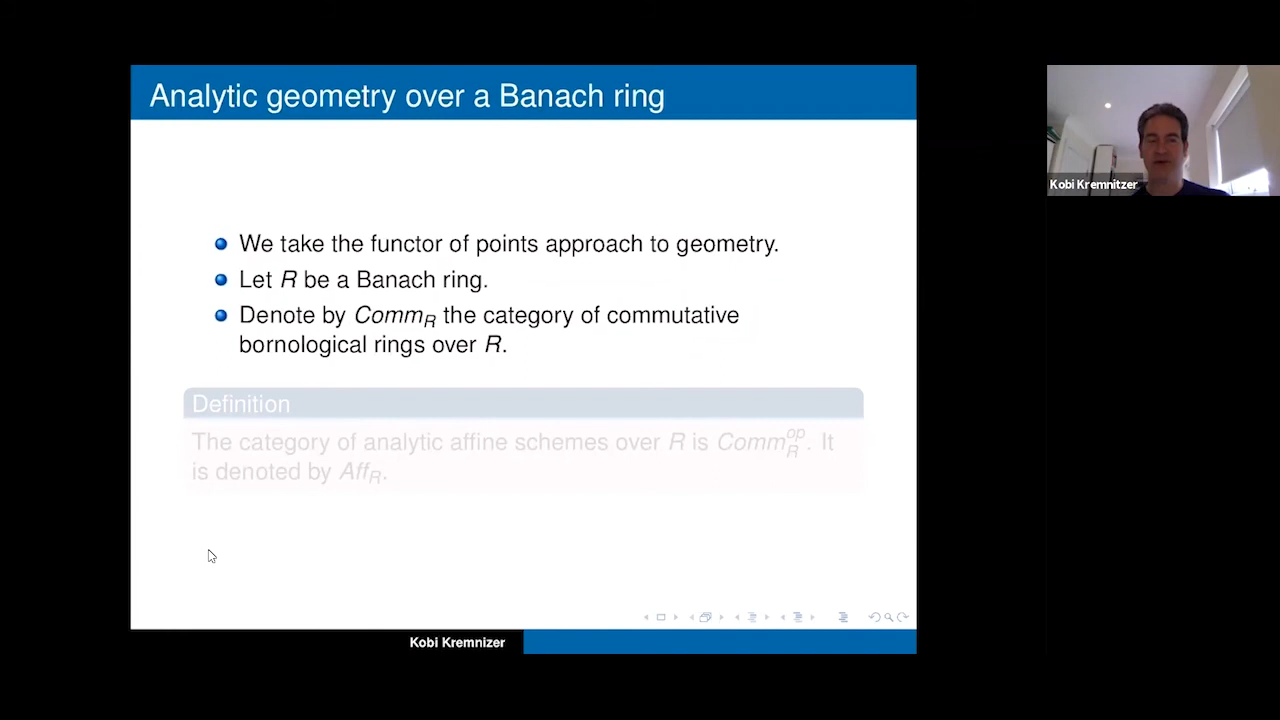 Analytic geometry over a Banach ring
We take the functor of points approach to geometry.
Let R be a Banach ring.
Denote by Comm_R the category of commutative
bornological rings over R.
Definition
The category of analytic affine schemes over R is Comm_R^op. It
is denoted by Aff_R.
Kobi Kremnizer
Kobi Kremnitzer